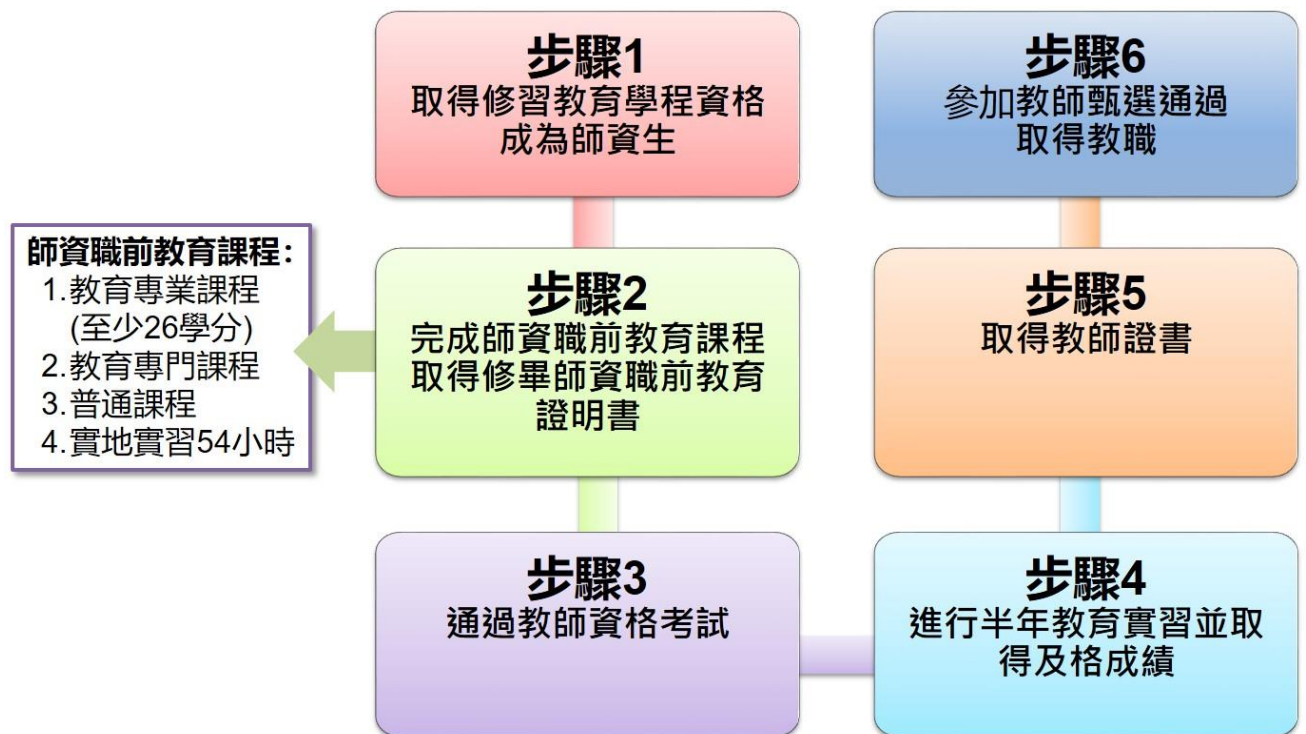 步驟1
取得修習教育學程資格
成為師資生
師資職前教育課程：
1.教育專業課程
(至少26學分)
2.教育專門課程
3.普通課程
4.實地實習54小時
步驟2
完成師資職前教育課程
取得修畢師資職前教育
證明書
步驟3
通過教師資格考試
步驟4
進行半年教育實習並取
得及格成績
步驟5
取得教師證書
步驟6
參加教師甄選通過
取得教職